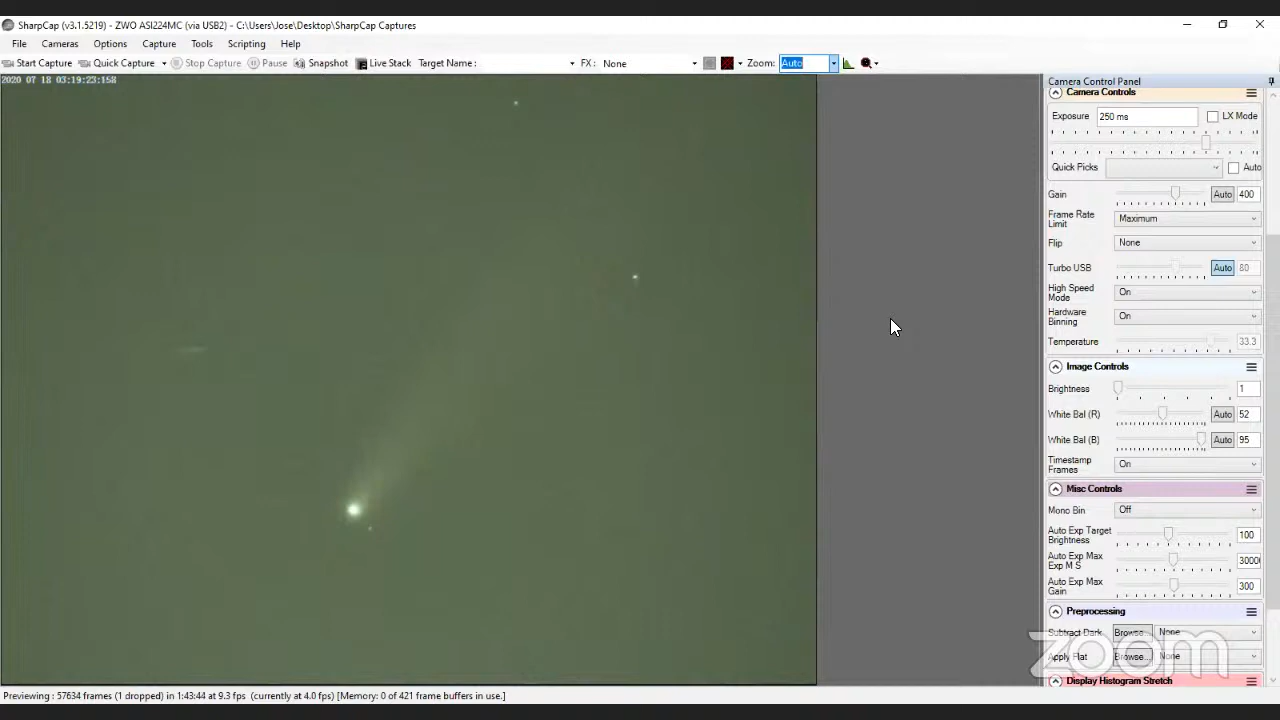 SharpCap (v3.1.5219) - ZWO ASI224MC (via USB2) - C:\Users\Jose\Desktop\SharpCap Captures
File Cameras Options Capture Tools Scripting Help
Start Capture Quick Capture Stop Capture Pause Snapshot Live Stack Target Name: FX: None Zoom: Auto
2020 07 18 03:19:23:168
Camera Control Panel
Camera Controls
Exposure 250 ms LX Mode
Quick Picks Auto
Gain Auto 400
Frame Rate
Limit Maximum
Flip None
Turbo USB Auto 80
High Speed
Mode On
Hardware
Binning On
Temperature 33.3
Image Controls
Brightness 1
White Bal (R) Auto 52
White Bal (B) Auto 95
Timestamp
Frames On
Misc Controls
Mono Bin Off
Auto Exp Target
Brightness 100
Auto Exp Max
Exp M S 3000
Auto Exp Max
Gain 300
Preprocessing
Subtract Dark Browse... None
Apply Flat Browse... None
zoom
Display Histogram Stretch
Previewing : 57634 frames (1 dropped) in 1:43:44 at 9.3 fps (currently at 4.0 fps) [Memory: 0 of 421 frame buffers in use.]